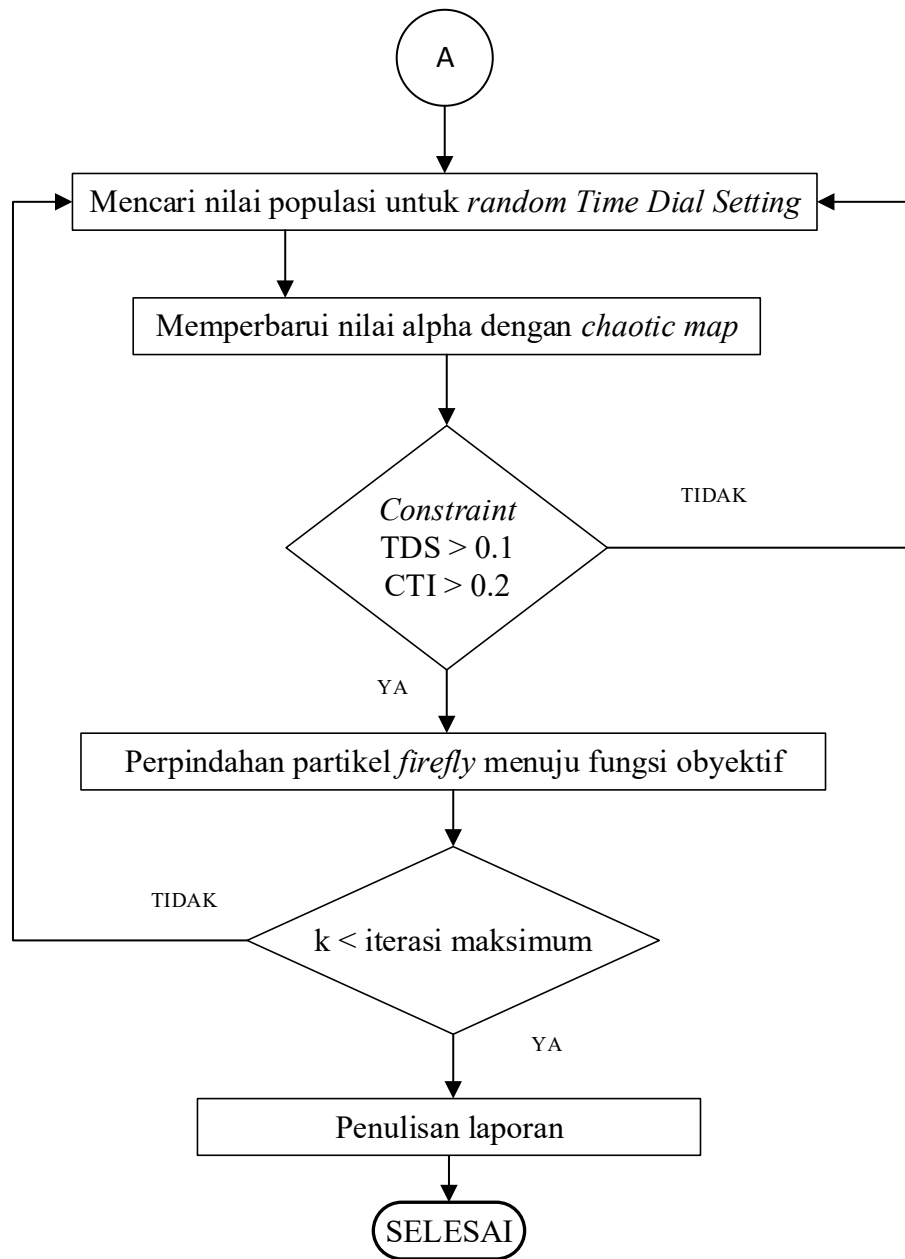 A
Mencari nilai populasi untuk random Time Dial Setting
Memperbarui nilai alpha dengan chaotic map
Constraint
TDS > 0.1
CTI > 0.2
TIDAK
YA
Perpindahan partikel firefly menuju fungsi obyektif
TIDAK
k < iterasi maksimum
YA
Penulisan laporan
SELESAI